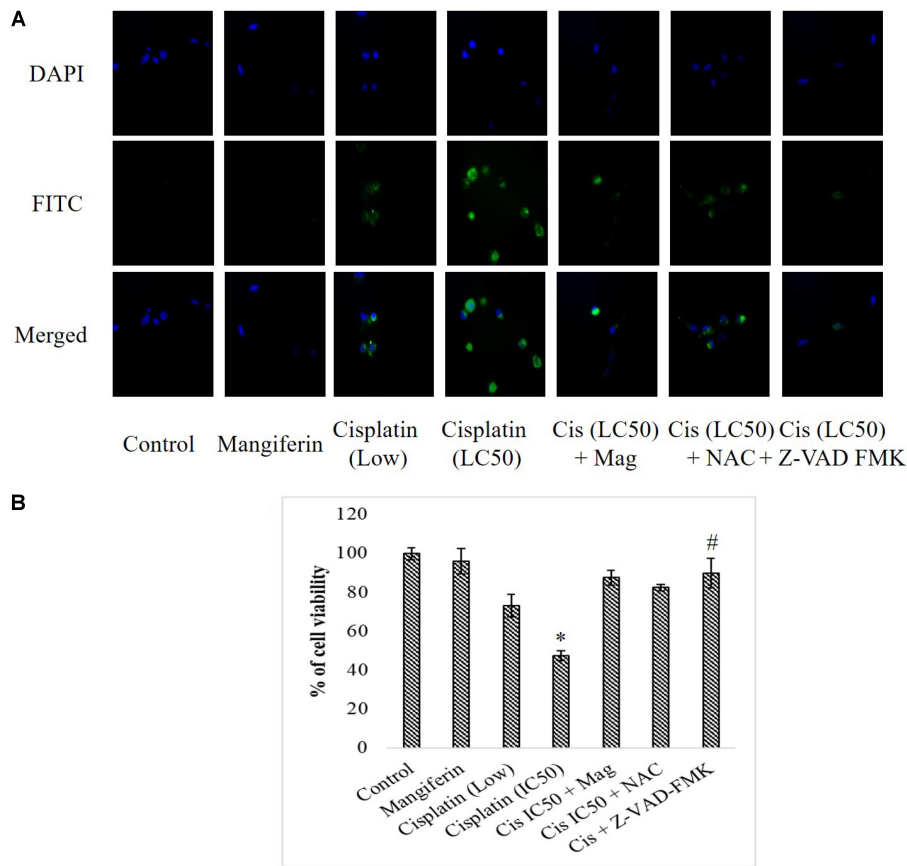 A
DAPI
FITC
Merged
Control
Mangiferin
Cisplatin
(Low)
Cisplatin
(LC50)
Cis (LC50)
+ Mag
Cis (LC50)
+ NAC
Cis (LC50)
+ Z-VAD FMK
B
120
100
80
60
40
20
0
% of cell viability
*
#
Control
Mangiferin
Cisplatin (Low)
Cisplatin (IC50)
Cis IC50 + Mag
Cis IC50 + NAC
Cis + Z-VAD-FMK